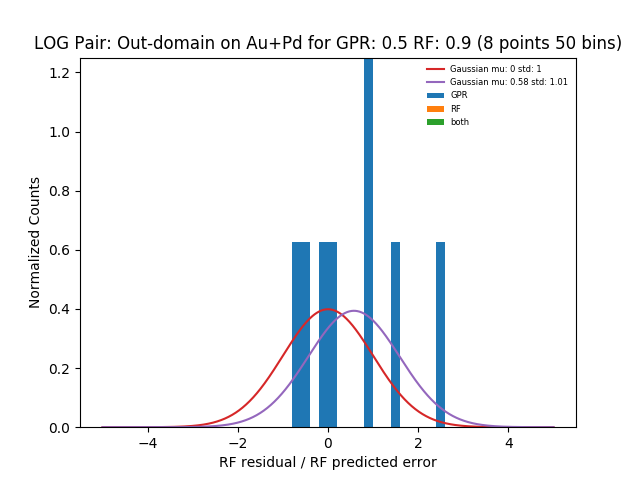 LOG Pair: Out-domain on Au+Pd for GPR: 0.5 RF: 0.9 (8 points 50 bins)
Gaussian mu: 0 std: 1
Gaussian mu: 0.58 std: 1.01
GPR
RF
both
Normalized Counts
1.2
1.0
0.8
0.6
0.4
0.2
0.0
−4 −2 0 2 4
RF residual / RF predicted error